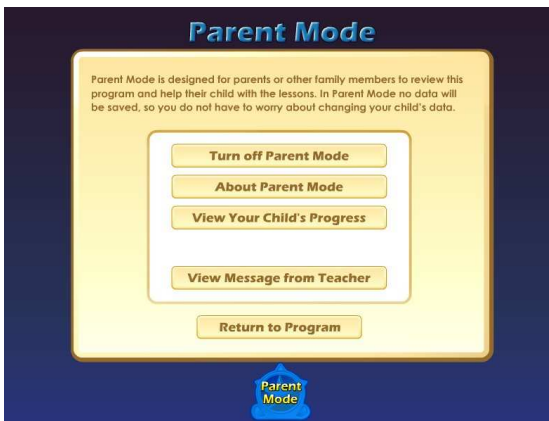 Parent Mode
Parent Mode is designed for parents or other family members to review this
program and help their child with the lessons. In Parent Mode no data will
be saved, so you do not have to worry about changing your child's data.
Turn off Parent Mode
About Parent Mode
View Your Child's Progress
View Message from Teacher
Return to Program
Parent
Mode